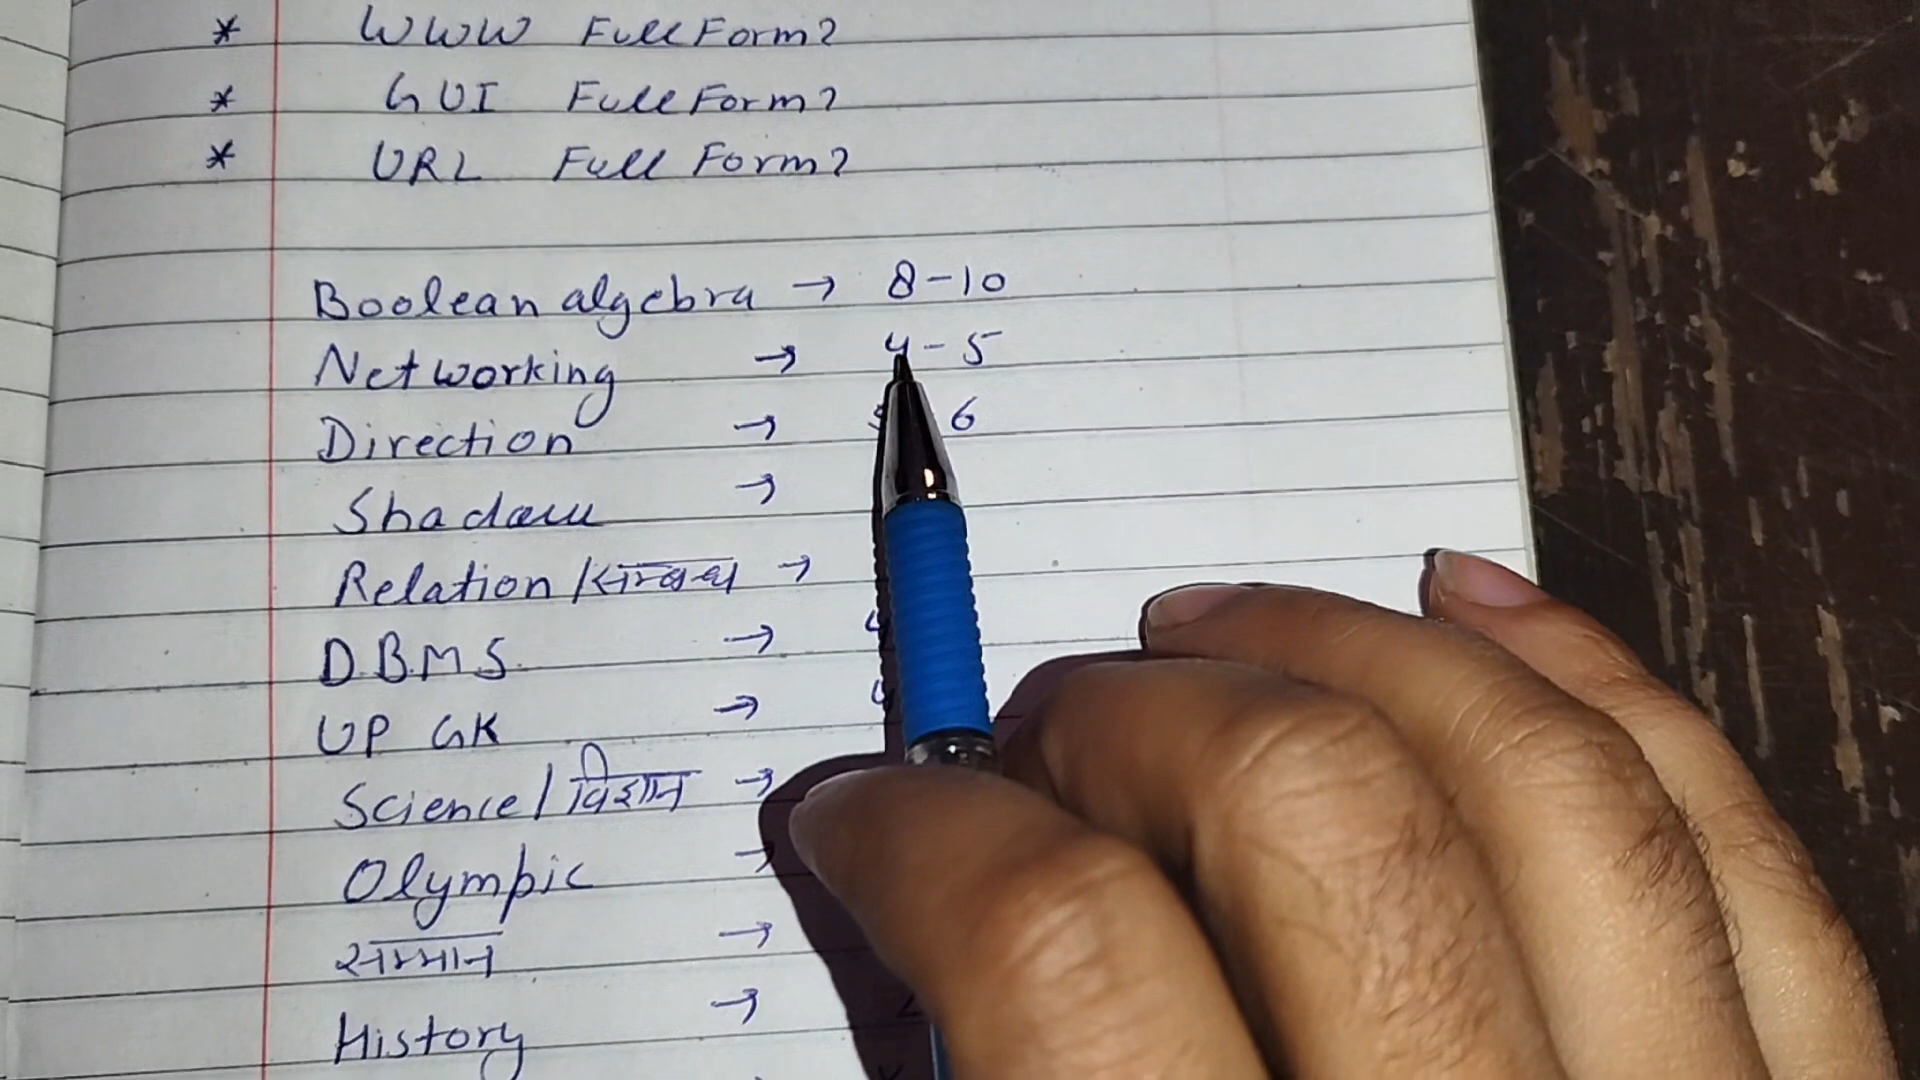 * WWW Full Form?
* GUI Full Form?
* URL Full Form?
Boolean algebra → 8-10
Networking → 4-5
Direction → 6
Shadow →
Relation / सम्बन्ध →
D.B.M.S. →
UP GK →
Science / विज्ञान →
Olympic →
सम्मान →
History →